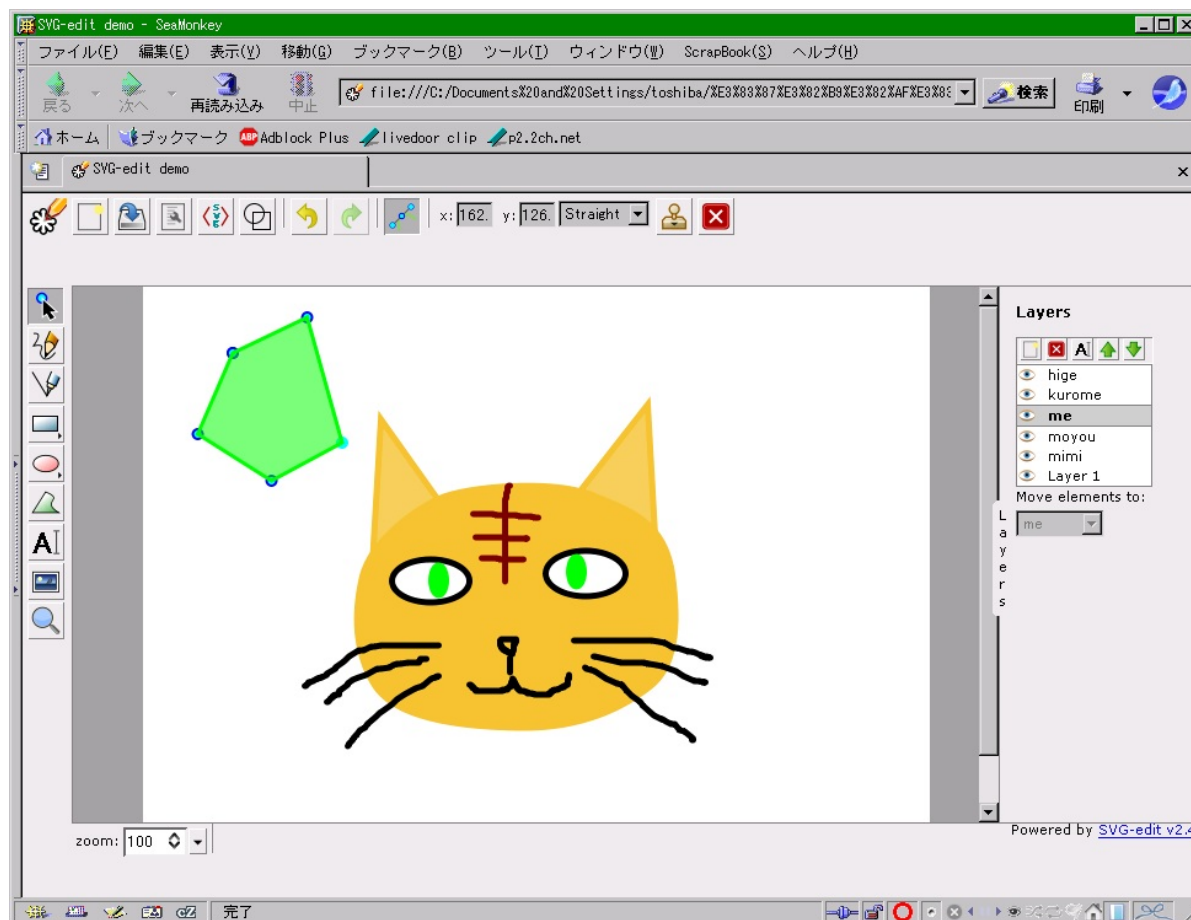 SVG-edit demo - SeaMonkey
ファイル(F) 編集(E) 表示(V) 移動(G) ブックマーク(B) ツール(T) ウィンドウ(W) ScrapBook(S) ヘルプ(H)
戻る 次へ 再読み込み 中止 file:///C:/Documents%20and%20Settings/toshiba/%E3%83%87%E3%82%B9%E3%82%AF%E3%8 検索 印刷
ホーム ブックマーク ABP Adblock Plus livedoor clip p2.2ch.net
SVG-edit demo
x: 162. y: 126. Straight
Layers
hige
kurome
me
moyou
mimi
Layer 1
Move elements to:
me
Layers
zoom: 100
Powered by SVG-edit v2.4
完了